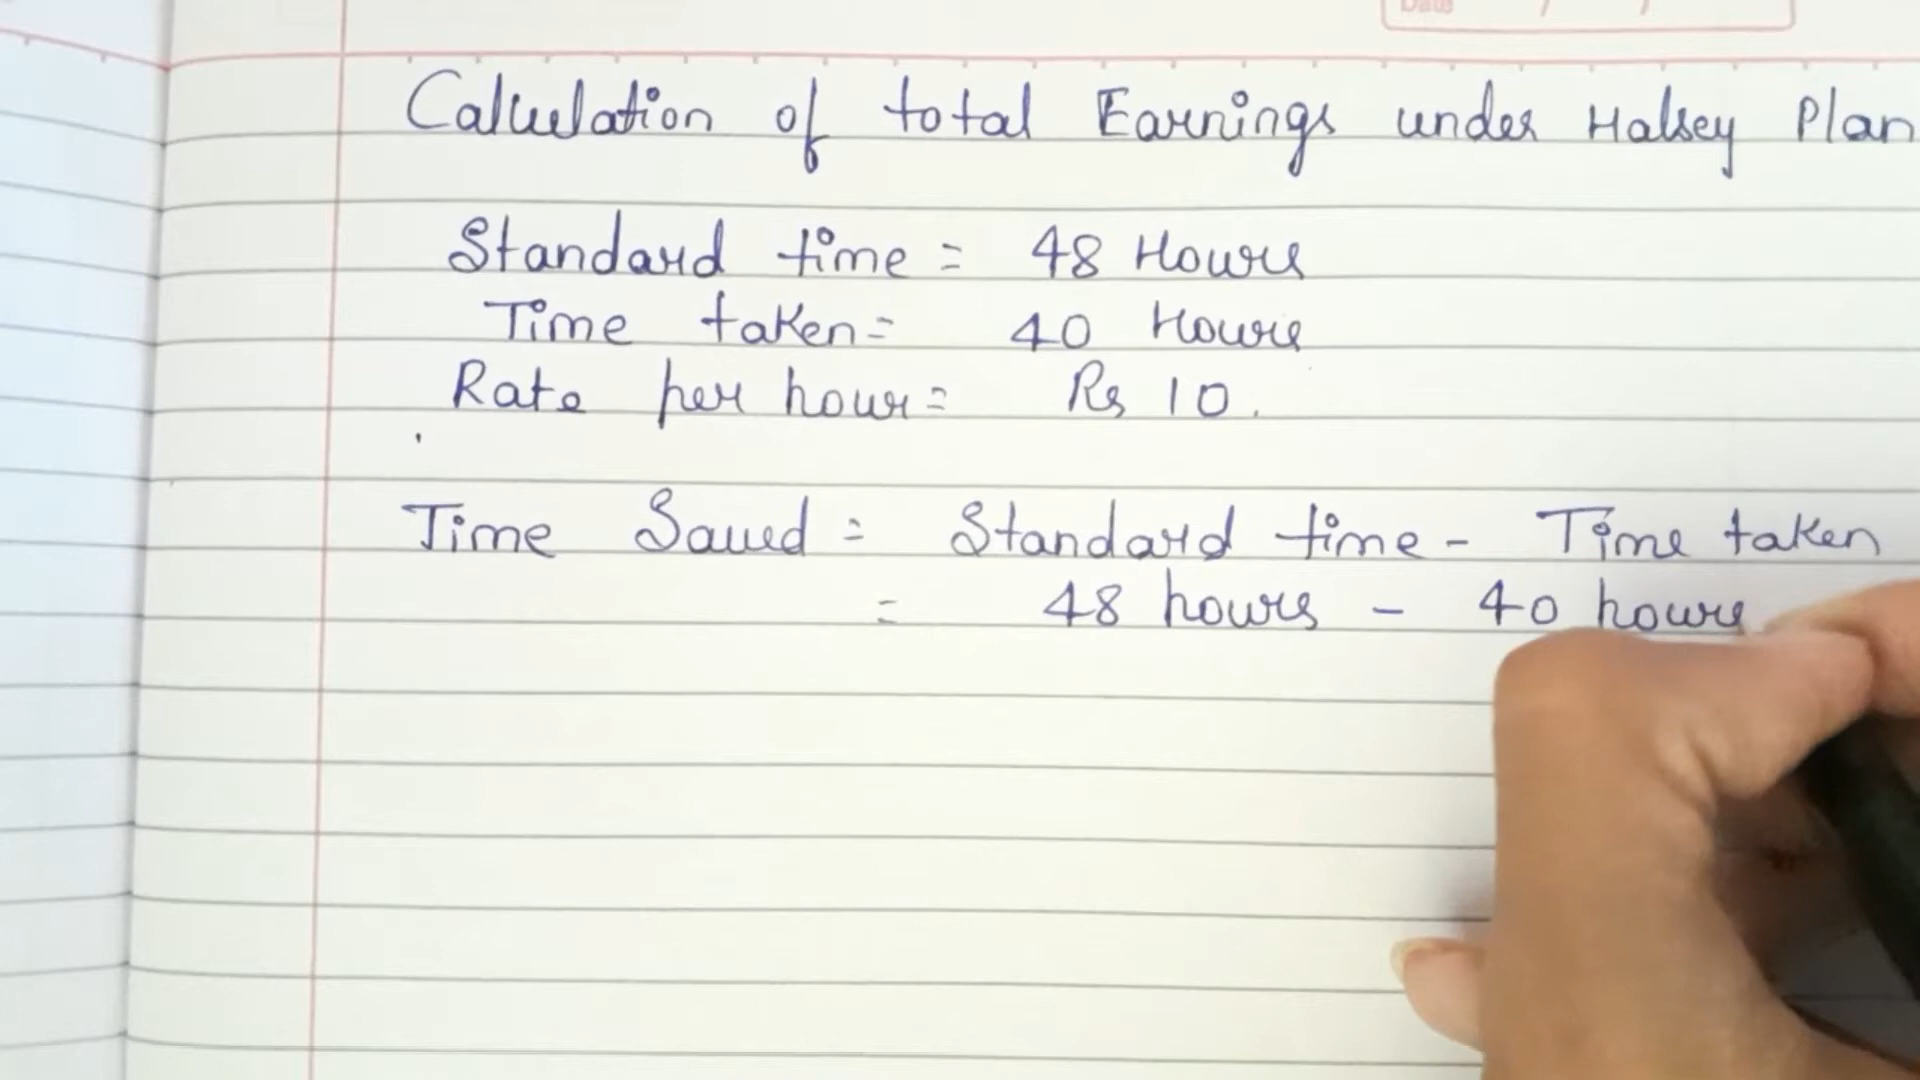 Date / /
Calculation of total Earnings under Halsey Plan
Standard time = 48 Hours
Time taken = 40 Hours
Rate per hour = Rs 10.
Time Saved = Standard time - Time taken
= 48 hours - 40 hours